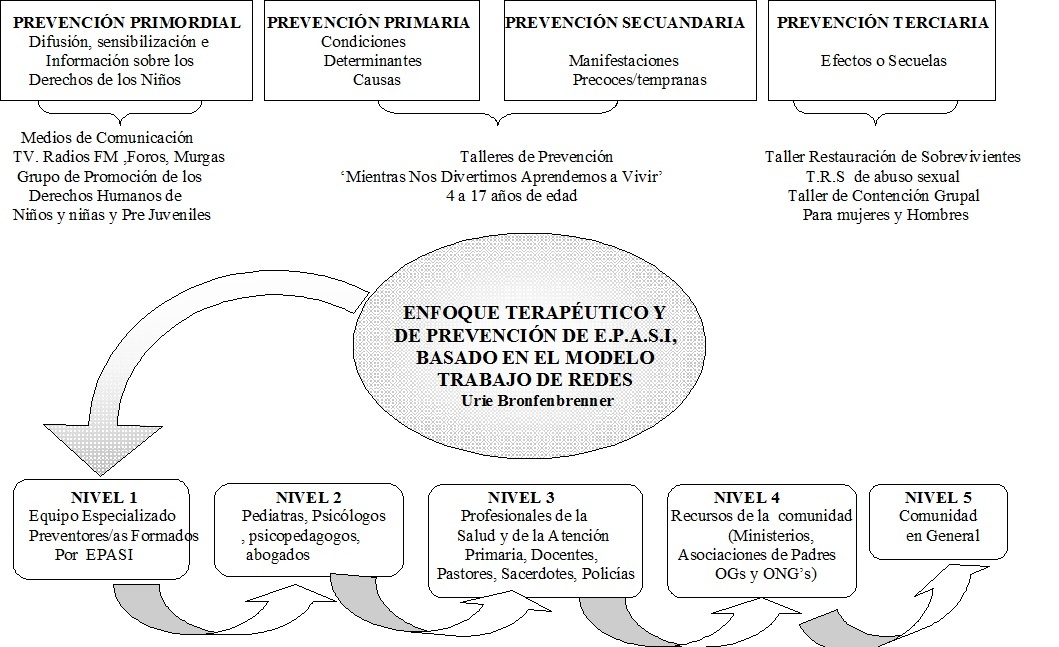 PREVENCIÓN PRIMORDIAL
Difusión, sensibilización e
Información sobre los
Derechos de los Niños
PREVENCIÓN PRIMARIA
Condiciones
Determinantes
Causas
PREVENCIÓN SECUANDARIA
Manifestaciones
Precoces/tempranas
PREVENCIÓN TERCIARIA
Efectos o Secuelas
Medios de Comunicación
TV. Radios FM ,Foros, Murgas
Grupo de Promoción de los
Derechos Humanos de
Niños y niñas y Pre Juveniles
Talleres de Prevención
‘Mientras Nos Divertimos Aprendemos a Vivir’
4 a 17 años de edad
Taller Restauración de Sobrevivientes
T.R.S de abuso sexual
Taller de Contención Grupal
Para mujeres y Hombres
ENFOQUE TERAPÉUTICO Y
DE PREVENCIÓN DE E.P.A.S.I,
BASADO EN EL MODELO
TRABAJO DE REDES
Urie Bronfenbrenner
NIVEL 1
Equipo Especializado
Preventores/as Formados
Por EPASI
NIVEL 2
Pediatras, Psicólogos
, psicopedagogos,
abogados
NIVEL 3
Profesionales de la
Salud y de la Atención
Primaria, Docentes,
Pastores, Sacerdotes, Policías
NIVEL 4
Recursos de la comunidad
(Ministerios,
Asociaciones de Padres
OGs y ONG’s)
NIVEL 5
Comunidad
en General